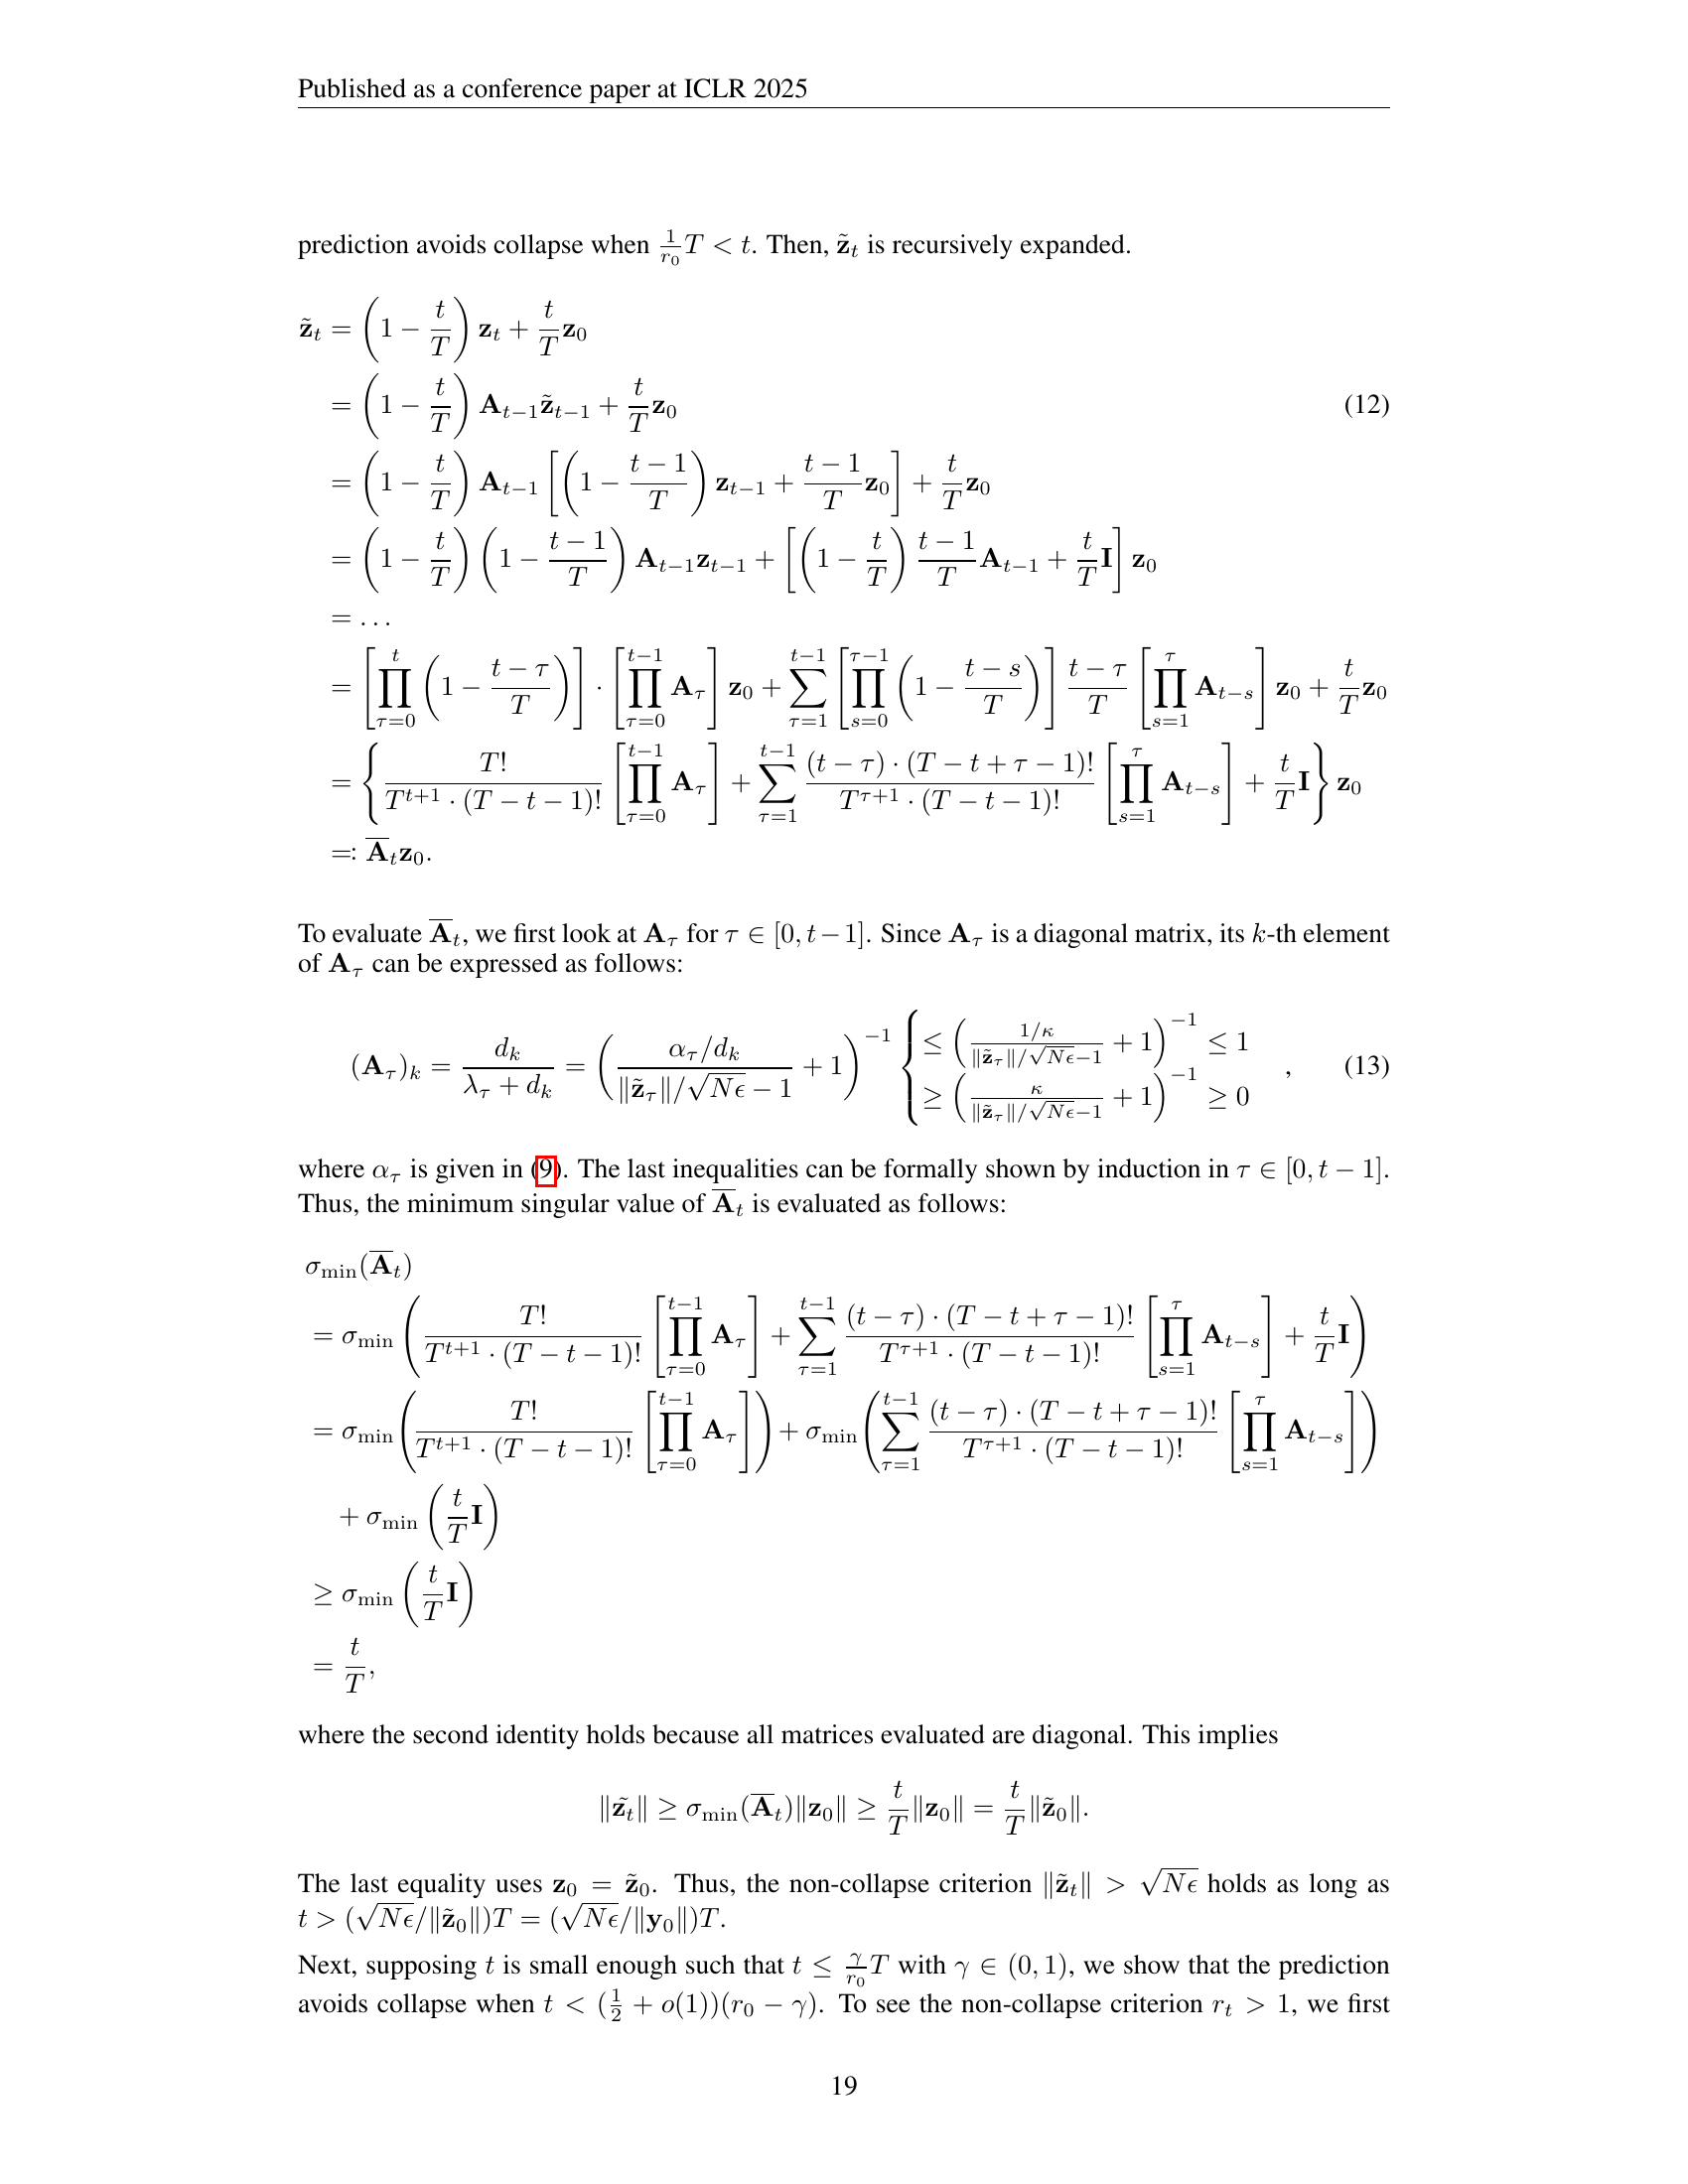 Published as a conference paper at ICLR 2025
prediction avoids collapse when $\frac{1}{r_0}T < t$. Then, $\tilde{\mathbf{z}}_t$ is recursively expanded.
$\tilde{\mathbf{z}}_t = \left(1 - \frac{t}{T}\right)\mathbf{z}_t + \frac{t}{T}\mathbf{z}_0$
$= \left(1 - \frac{t}{T}\right)\mathbf{A}_{t-1}\tilde{\mathbf{z}}_{t-1} + \frac{t}{T}\mathbf{z}_0$ (12)
$= \left(1 - \frac{t}{T}\right)\mathbf{A}_{t-1}\left[\left(1 - \frac{t-1}{T}\right)\mathbf{z}_{t-1} + \frac{t-1}{T}\mathbf{z}_0\right] + \frac{t}{T}\mathbf{z}_0$
$= \left(1 - \frac{t}{T}\right)\left(1 - \frac{t-1}{T}\right)\mathbf{A}_{t-1}\mathbf{z}_{t-1} + \left[\left(1 - \frac{t}{T}\right)\frac{t-1}{T}\mathbf{A}_{t-1} + \frac{t}{T}\mathbf{I}\right]\mathbf{z}_0$
$= \dots$
$= \left[\prod_{\tau=0}^{t}\left(1 - \frac{t-\tau}{T}\right)\right] \cdot \left[\prod_{\tau=0}^{t-1}\mathbf{A}_\tau\right]\mathbf{z}_0 + \sum_{\tau=1}^{t-1}\left[\prod_{s=0}^{\tau-1}\left(1 - \frac{t-s}{T}\right)\right]\frac{t-\tau}{T}\left[\prod_{s=1}^{\tau}\mathbf{A}_{t-s}\right]\mathbf{z}_0 + \frac{t}{T}\mathbf{z}_0$
$= \left\{\frac{T!}{T^{t+1}\cdot(T-t-1)!}\left[\prod_{\tau=0}^{t-1}\mathbf{A}_\tau\right] + \sum_{\tau=1}^{t-1}\frac{(t-\tau)\cdot(T-t+\tau-1)!}{T^{\tau+1}\cdot(T-t-1)!}\left[\prod_{s=1}^{\tau}\mathbf{A}_{t-s}\right] + \frac{t}{T}\mathbf{I}\right\}\mathbf{z}_0$
$=: \overline{\mathbf{A}}_t\mathbf{z}_0.$
To evaluate $\overline{\mathbf{A}}_t$, we first look at $\mathbf{A}_\tau$ for $\tau \in [0, t-1]$. Since $\mathbf{A}_\tau$ is a diagonal matrix, its $k$-th element
of $\mathbf{A}_\tau$ can be expressed as follows:
$(\mathbf{A}_\tau)_k = \frac{d_k}{\lambda_\tau + d_k} = \left(\frac{\alpha_\tau/d_k}{\|\tilde{\mathbf{z}}_\tau\|/\sqrt{N\epsilon} - 1} + 1\right)^{-1} \begin{cases} \leq \left(\frac{1/\kappa}{\|\tilde{\mathbf{z}}_\tau\|/\sqrt{N\epsilon}-1} + 1\right)^{-1} \leq 1 \\ \geq \left(\frac{\kappa}{\|\tilde{\mathbf{z}}_\tau\|/\sqrt{N\epsilon}-1} + 1\right)^{-1} \geq 0 \end{cases}$ , (13)
where $\alpha_\tau$ is given in (9). The last inequalities can be formally shown by induction in $\tau \in [0, t-1]$.
Thus, the minimum singular value of $\overline{\mathbf{A}}_t$ is evaluated as follows:
$\sigma_{\min}(\overline{\mathbf{A}}_t)$
$= \sigma_{\min}\left(\frac{T!}{T^{t+1}\cdot(T-t-1)!}\left[\prod_{\tau=0}^{t-1}\mathbf{A}_\tau\right] + \sum_{\tau=1}^{t-1}\frac{(t-\tau)\cdot(T-t+\tau-1)!}{T^{\tau+1}\cdot(T-t-1)!}\left[\prod_{s=1}^{\tau}\mathbf{A}_{t-s}\right] + \frac{t}{T}\mathbf{I}\right)$
$= \sigma_{\min}\left(\frac{T!}{T^{t+1}\cdot(T-t-1)!}\left[\prod_{\tau=0}^{t-1}\mathbf{A}_\tau\right]\right) + \sigma_{\min}\left(\sum_{\tau=1}^{t-1}\frac{(t-\tau)\cdot(T-t+\tau-1)!}{T^{\tau+1}\cdot(T-t-1)!}\left[\prod_{s=1}^{\tau}\mathbf{A}_{t-s}\right]\right)$
$+ \sigma_{\min}\left(\frac{t}{T}\mathbf{I}\right)$
$\geq \sigma_{\min}\left(\frac{t}{T}\mathbf{I}\right)$
$= \frac{t}{T},$
where the second identity holds because all matrices evaluated are diagonal. This implies
$\|\tilde{\mathbf{z}_t}\| \geq \sigma_{\min}(\overline{\mathbf{A}}_t)\|\mathbf{z}_0\| \geq \frac{t}{T}\|\mathbf{z}_0\| = \frac{t}{T}\|\tilde{\mathbf{z}}_0\|.$
The last equality uses $\mathbf{z}_0 = \tilde{\mathbf{z}}_0$. Thus, the non-collapse criterion $\|\tilde{\mathbf{z}}_t\| > \sqrt{N\epsilon}$ holds as long as
$t > (\sqrt{N\epsilon}/\|\tilde{\mathbf{z}}_0\|)T = (\sqrt{N\epsilon}/\|\mathbf{y}_0\|)T$.
Next, supposing $t$ is small enough such that $t \leq \frac{\gamma}{r_0}T$ with $\gamma \in (0, 1)$, we show that the prediction
avoids collapse when $t < (\frac{1}{2} + o(1))(r_0 - \gamma)$. To see the non-collapse criterion $r_t > 1$, we first
19